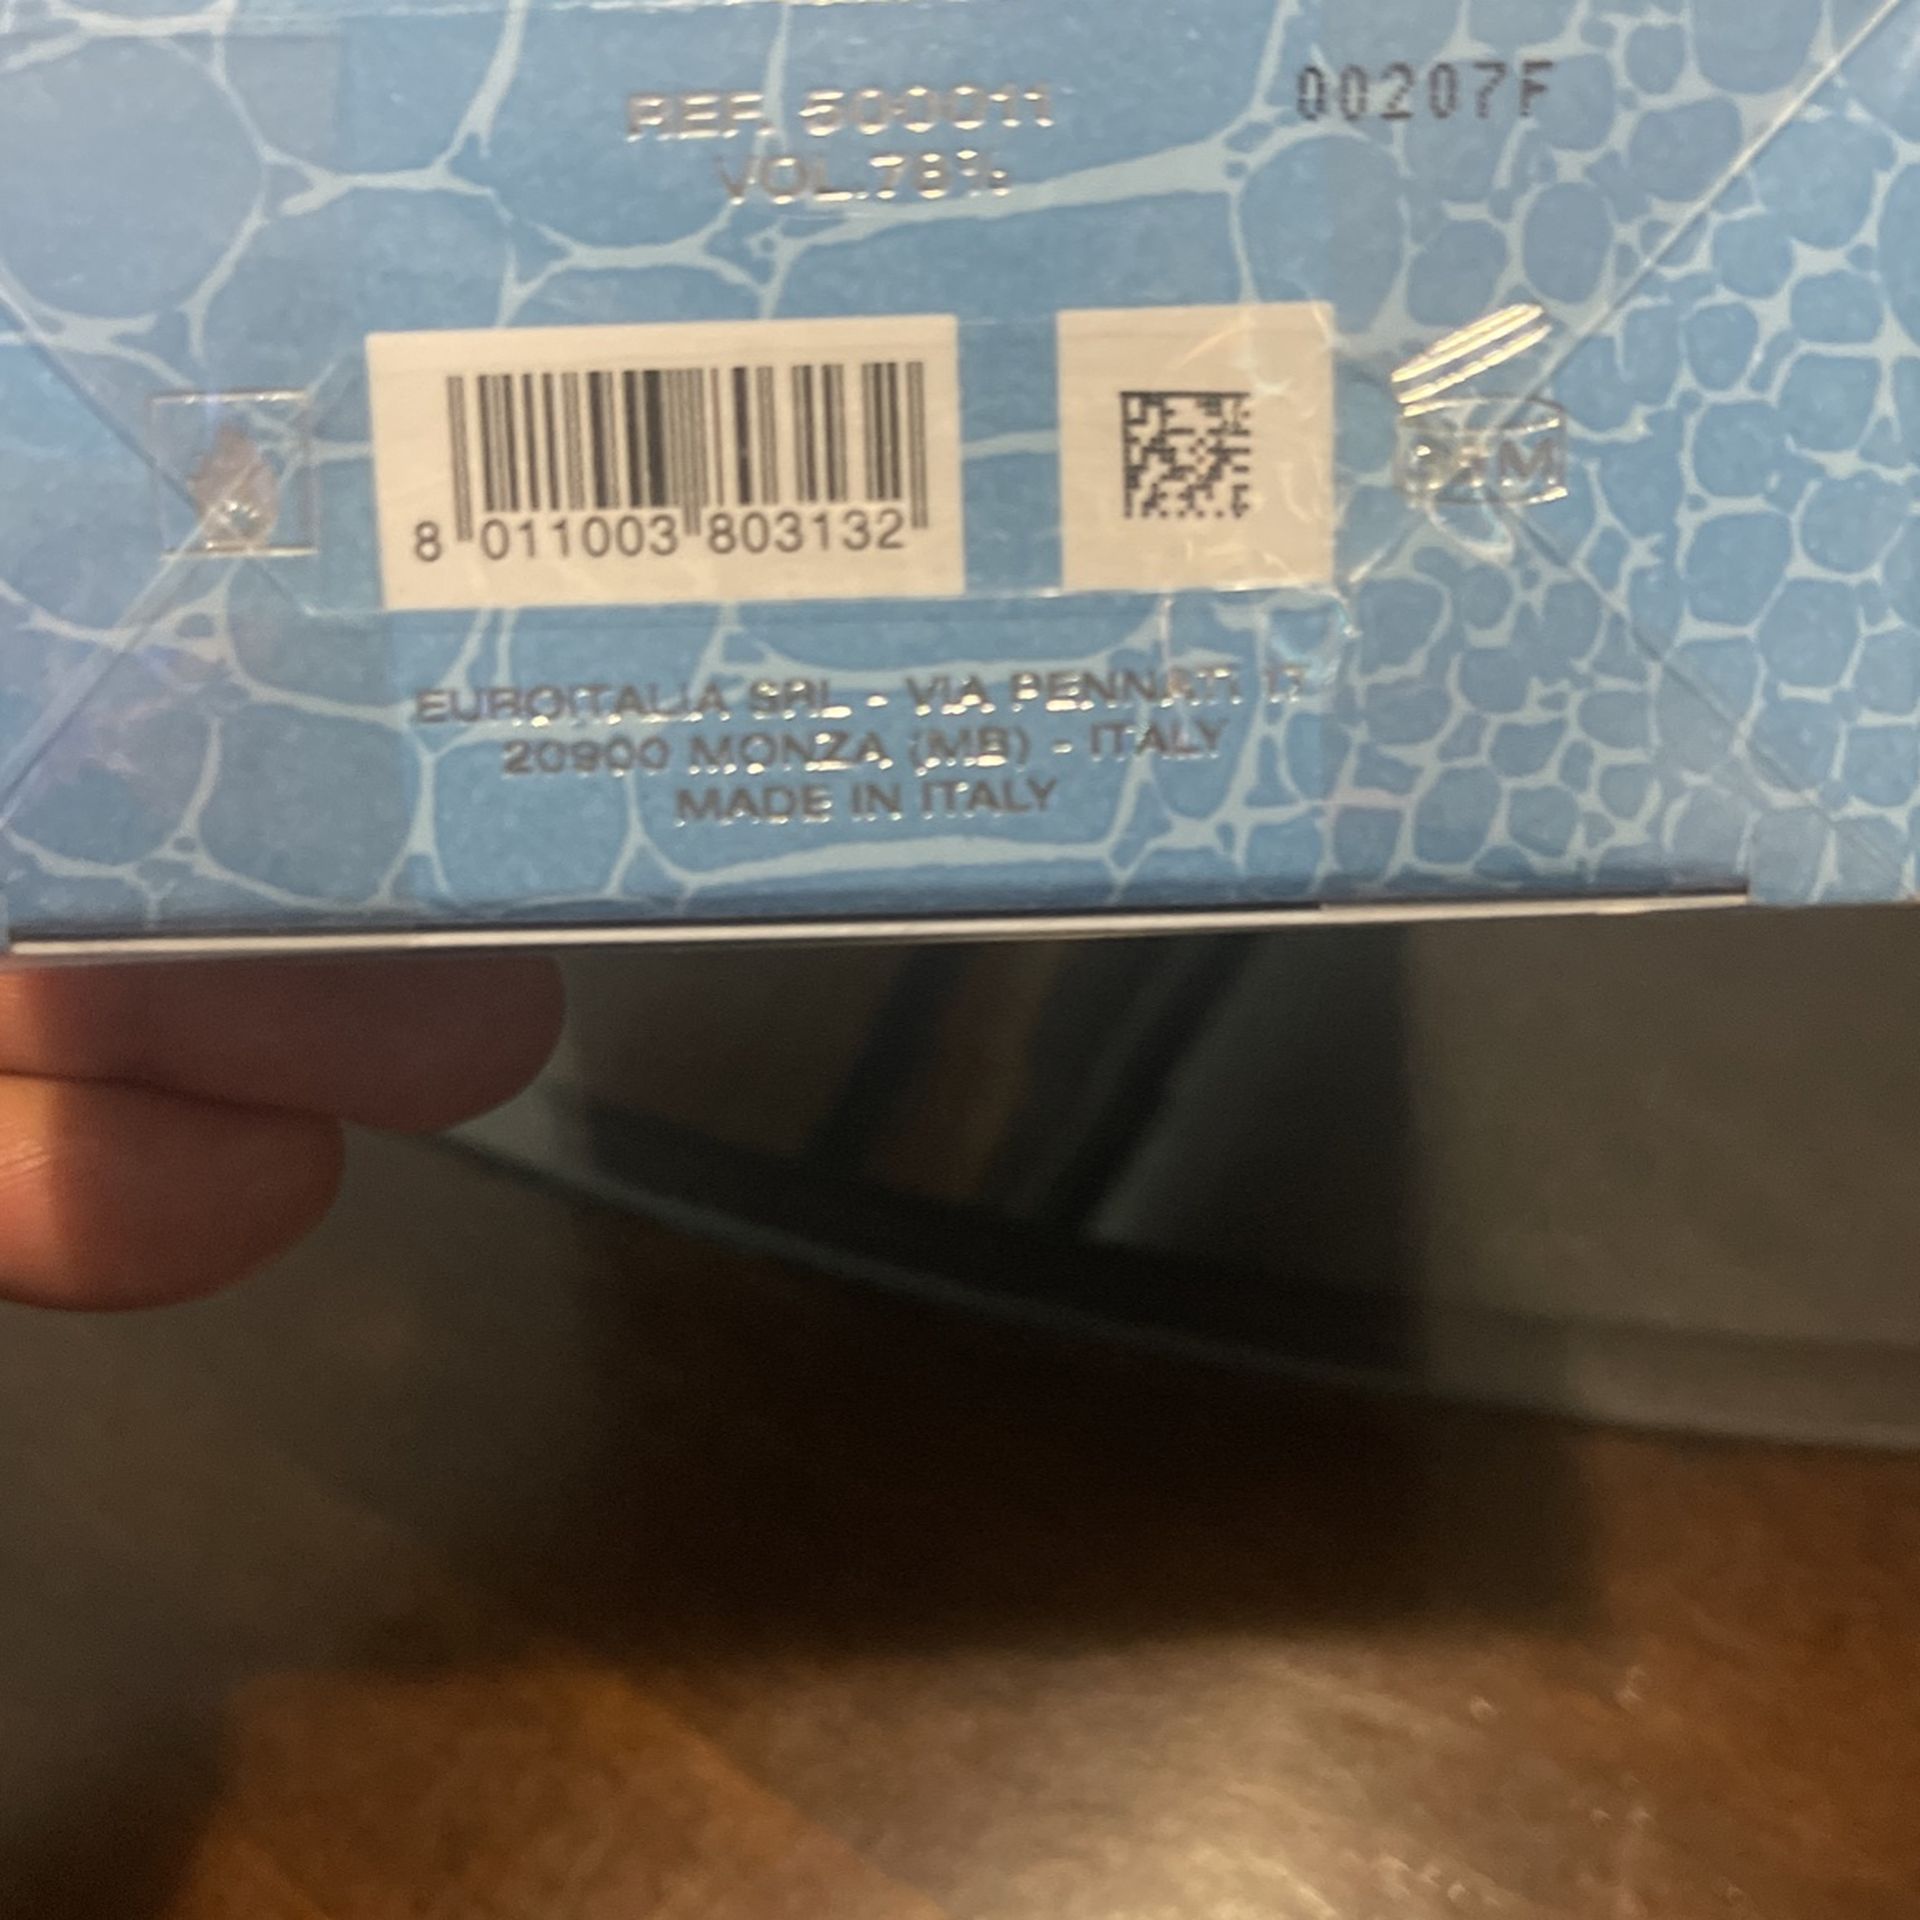 REF. 500011
VOL.78%
00207F
8 011003 803132
EUROITALIA SRL - VIA PENNATI 17
20900 MONZA (MB) - ITALY
MADE IN ITALY